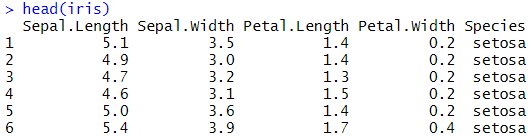 > head(iris)
  Sepal.Length Sepal.Width Petal.Length Petal.Width Species
1          5.1         3.5          1.4         0.2  setosa
2          4.9         3.0          1.4         0.2  setosa
3          4.7         3.2          1.3         0.2  setosa
4          4.6         3.1          1.5         0.2  setosa
5          5.0         3.6          1.4         0.2  setosa
6          5.4         3.9          1.7         0.4  setosa